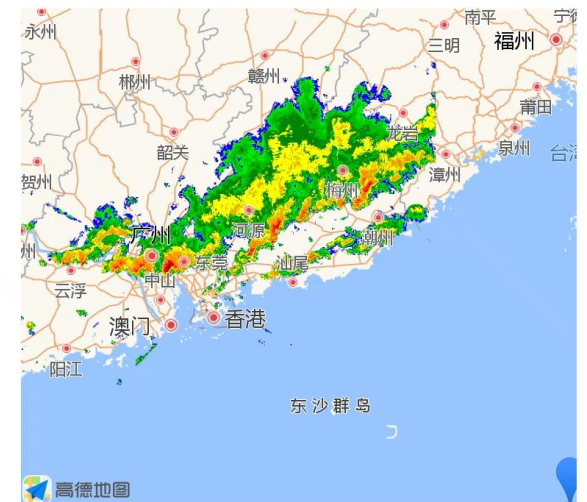 南平
宁德
永州
福州
三明
赣州
郴州
莆田
龙岩
泉州
韶关
台湾
漳州
贺州
梅州
河源
潮州
广州
州
东莞
汕尾
云浮
中山
香港
澳门
阳江
东沙群岛
高德地图